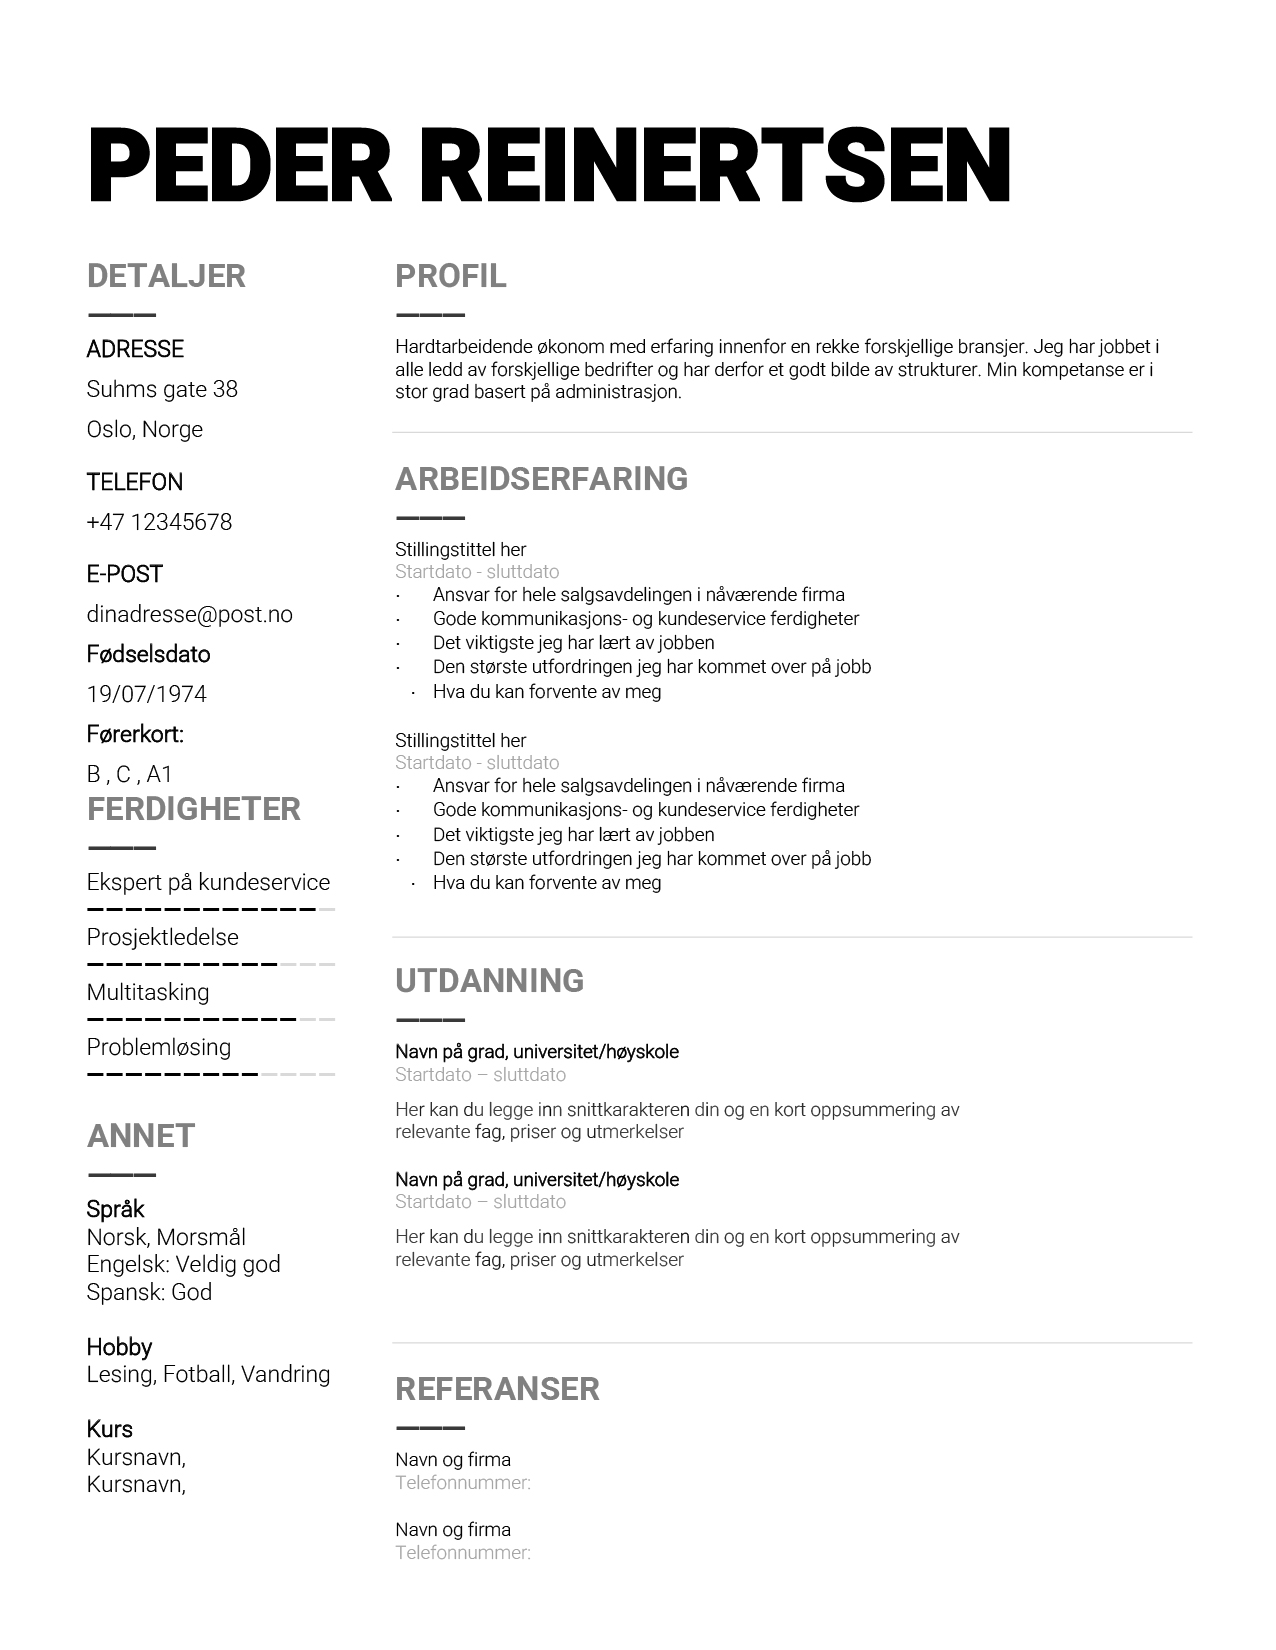 PEDER REINERTSEN
DETALJER
ADRESSE
Suhms gate 38
Oslo, Norge
TELEFON
+47 12345678
E-POST
dinadresse@post.no
Fødselsdato
19/07/1974
Førerkort:
B , C , A1
FERDIGHETER
Ekspert på kundeservice
Prosjektledelse
Multitasking
Problemløsing
ANNET
Språk
Norsk, Morsmål
Engelsk: Veldig god
Spansk: God
Hobby
Lesing, Fotball, Vandring
Kurs
Kursnavn,
Kursnavn,
PROFIL
Hardtarbeidende økonom med erfaring innenfor en rekke forskjellige bransjer. Jeg har jobbet i
alle ledd av forskjellige bedrifter og har derfor et godt bilde av strukturer. Min kompetanse er i
stor grad basert på administrasjon.
ARBEIDSERFARING
Stillingstittel her
Startdato - sluttdato
· Ansvar for hele salgsavdelingen i nåværende firma
· Gode kommunikasjons- og kundeservice ferdigheter
· Det viktigste jeg har lært av jobben
· Den største utfordringen jeg har kommet over på jobb
· Hva du kan forvente av meg
Stillingstittel her
Startdato - sluttdato
· Ansvar for hele salgsavdelingen i nåværende firma
· Gode kommunikasjons- og kundeservice ferdigheter
· Det viktigste jeg har lært av jobben
· Den største utfordringen jeg har kommet over på jobb
· Hva du kan forvente av meg
UTDANNING
Navn på grad, universitet/høyskole
Startdato – sluttdato
Her kan du legge inn snittkarakteren din og en kort oppsummering av
relevante fag, priser og utmerkelser
Navn på grad, universitet/høyskole
Startdato – sluttdato
Her kan du legge inn snittkarakteren din og en kort oppsummering av
relevante fag, priser og utmerkelser
REFERANSER
Navn og firma
Telefonnummer:
Navn og firma
Telefonnummer: